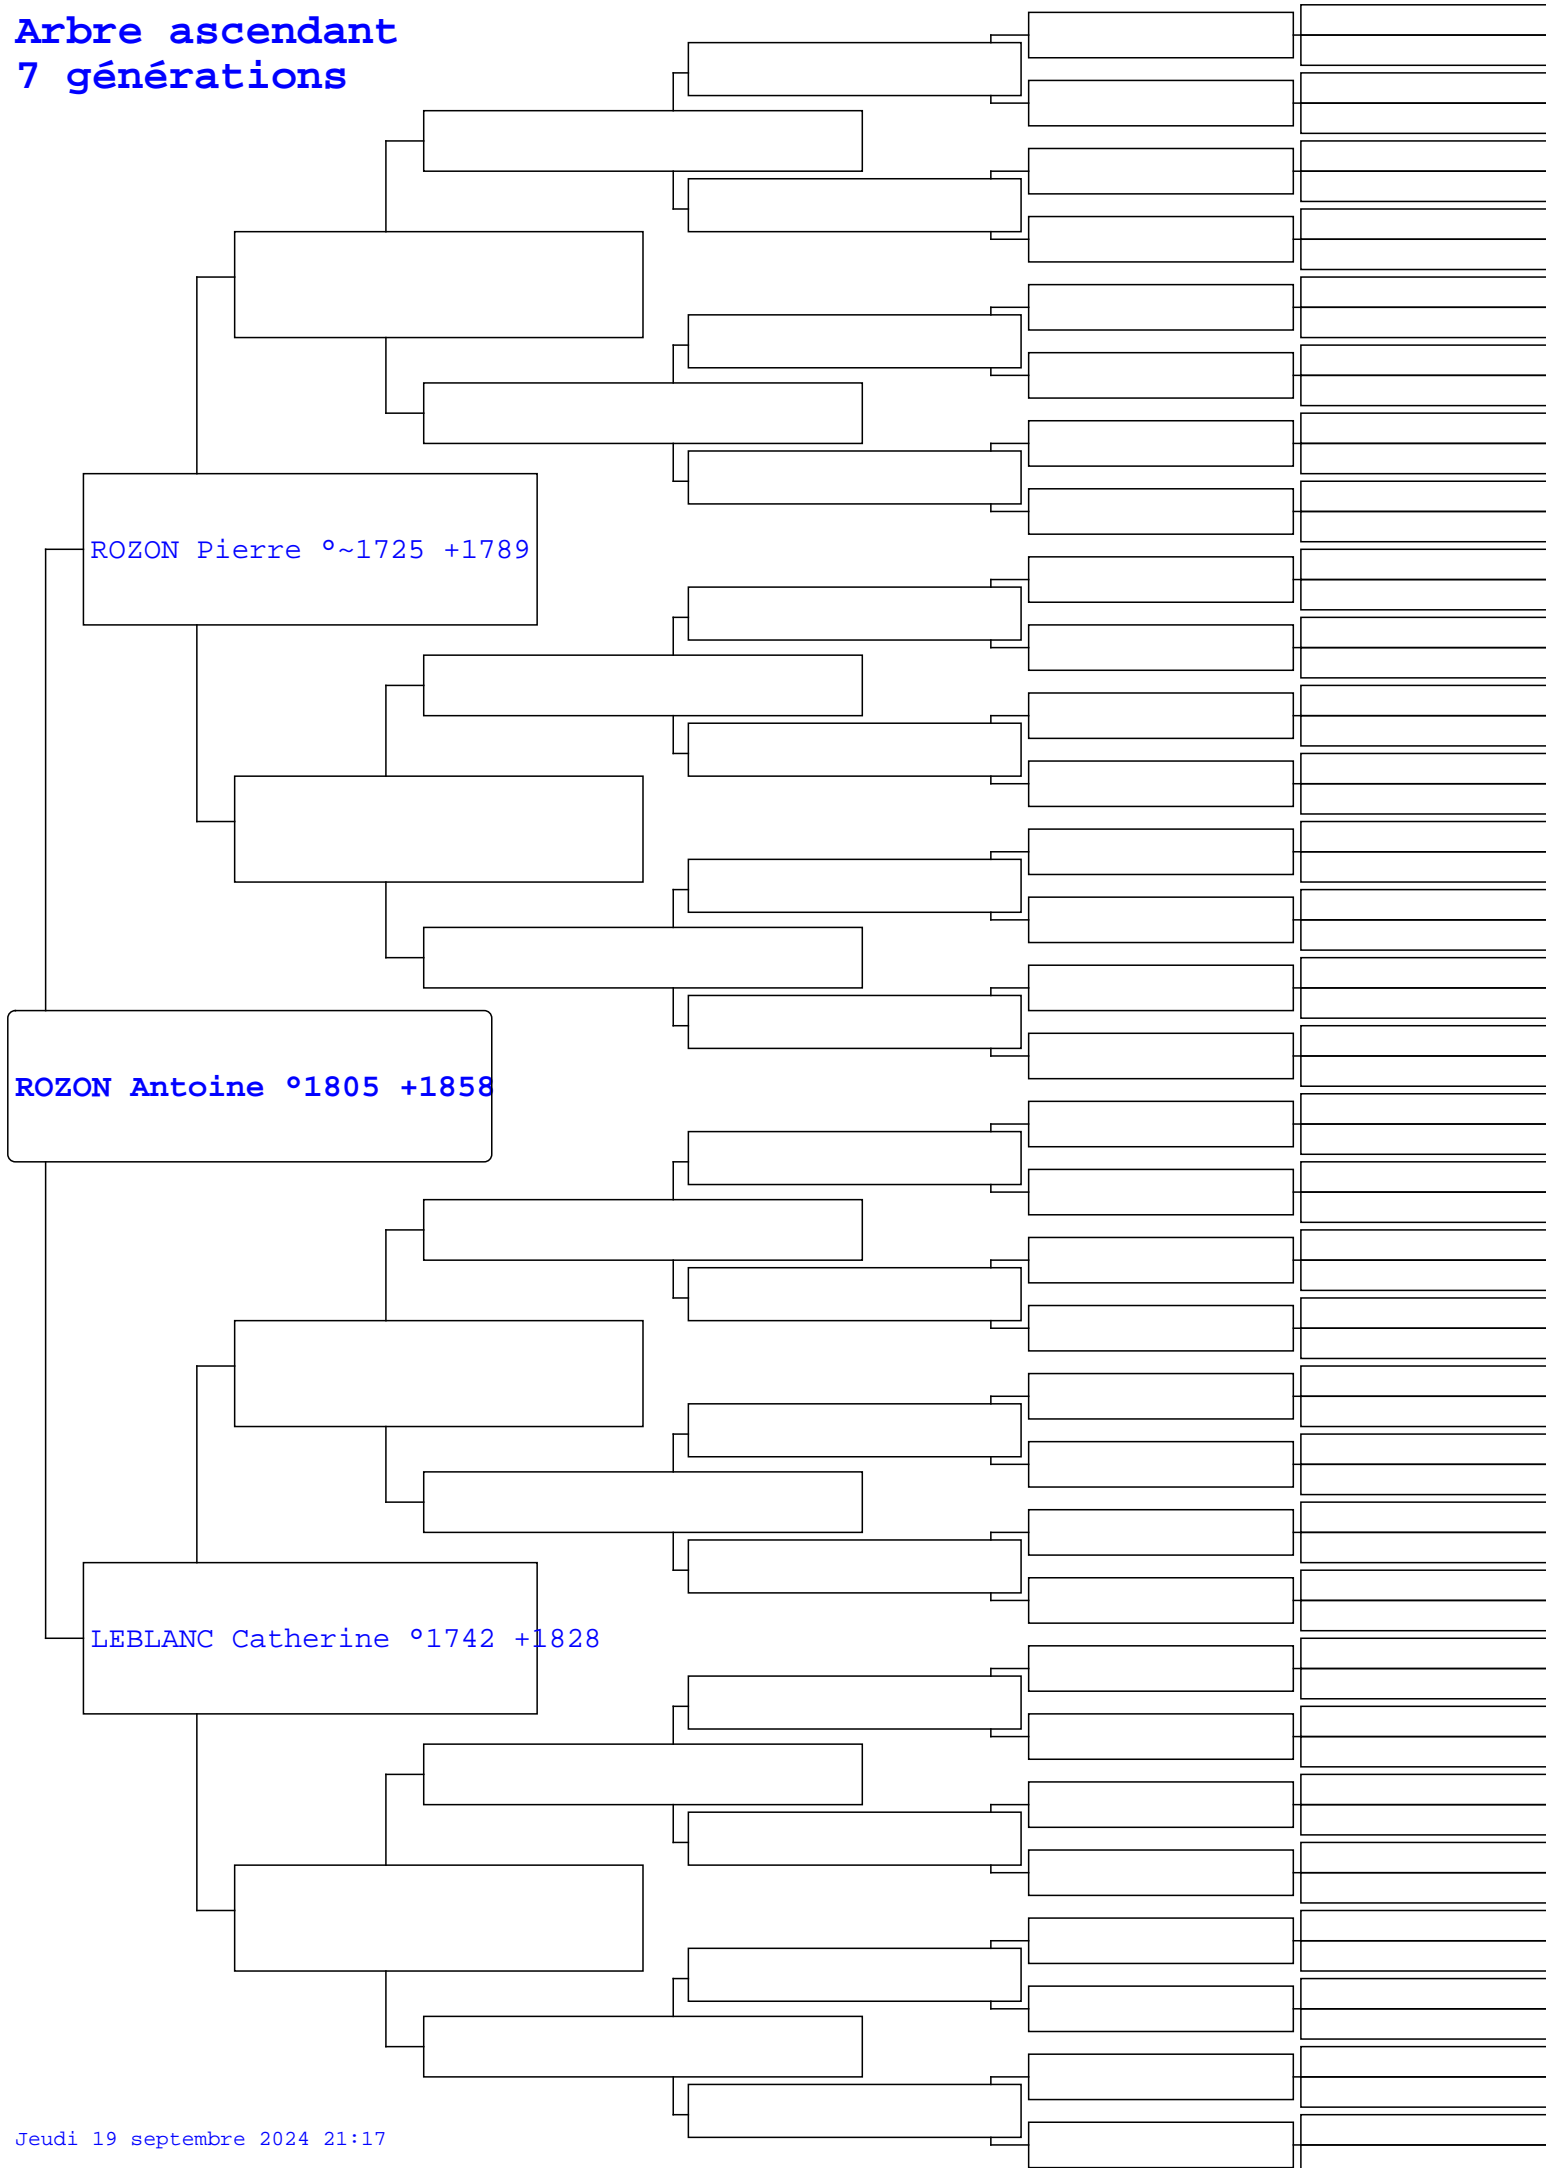 Arbre ascendant
7 générations
ROZON Pierre °~1725 +1789
ROZON Antoine °1805 +1858
LEBLANC Catherine °1742 +1828
Jeudi 19 septembre 2024 21:17